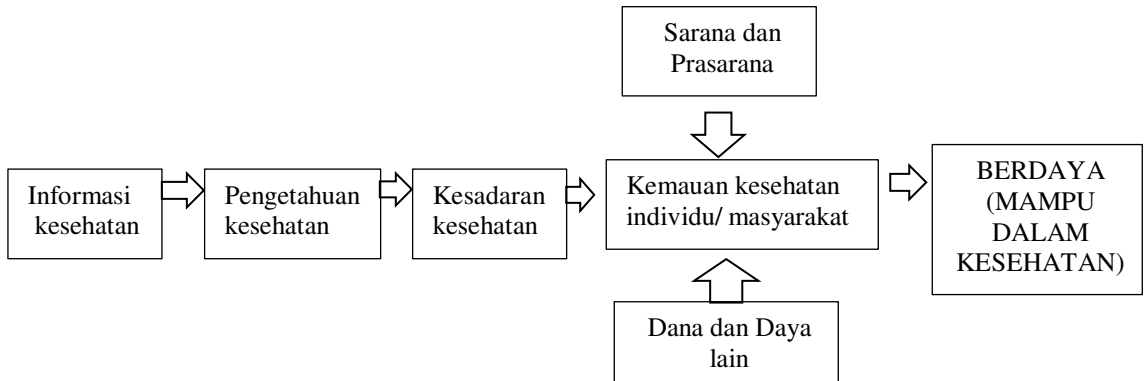 Sarana dan
Prasarana
Informasi
kesehatan
Pengetahuan
kesehatan
Kesadaran
kesehatan
Kemauan kesehatan
individu/ masyarakat
BERDAYA
(MAMPU
DALAM
KESEHATAN)
Dana dan Daya
lain